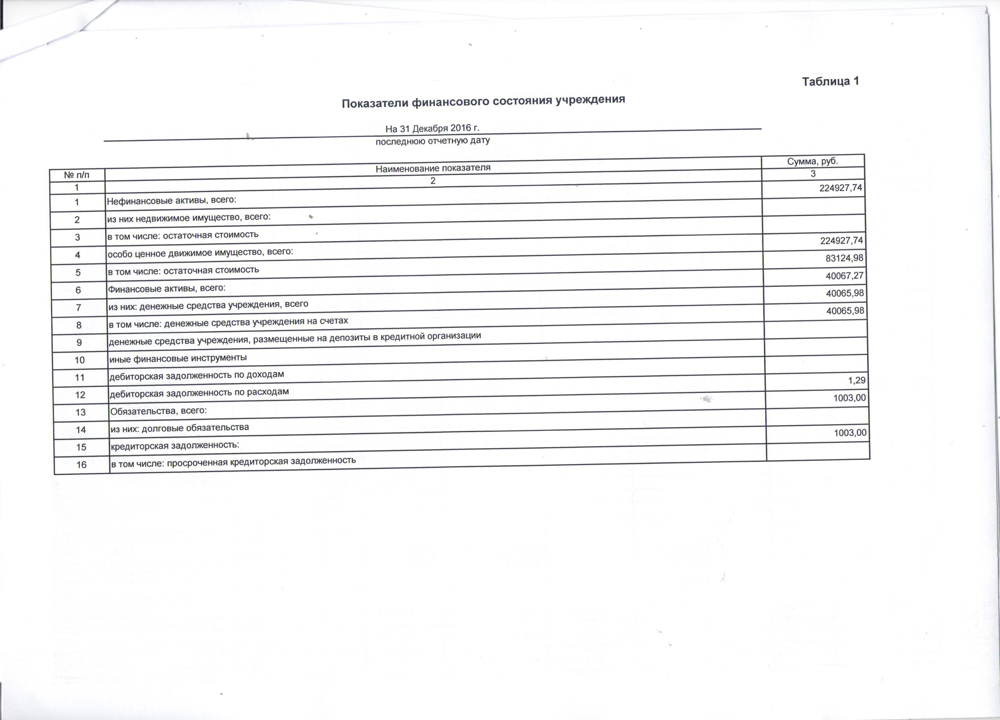 Таблица 1
Показатели финансового состояния учреждения
На 31 Декабря 2016 г.
последнюю отчетную дату
№ п/п Наименование показателя Сумма, руб.
1 2 3
1 Нефинансовые активы, всего: 224927,74
2 из них недвижимое имущество, всего:
3 в том числе: остаточная стоимость
4 особо ценное движимое имущество, всего: 224927,74
5 в том числе: остаточная стоимость 83124,98
6 Финансовые активы, всего: 40067,27
7 из них: денежные средства учреждения, всего 40065,98
8 в том числе: денежные средства учреждения на счетах 40065,98
9 денежные средства учреждения, размещенные на депозиты в кредитной организации
10 иные финансовые инструменты
11 дебиторская задолженность по доходам
12 дебиторская задолженность по расходам 1,29
13 Обязательства, всего: 1003,00
14 из них: долговые обязательства
15 кредиторская задолженность: 1003,00
16 в том числе: просроченная кредиторская задолженность